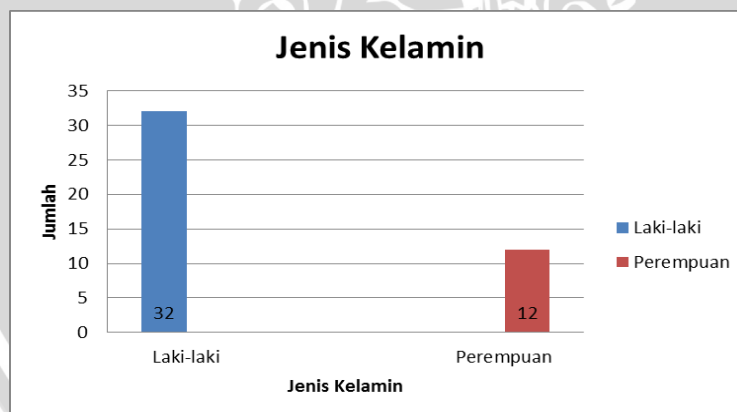 Jenis Kelamin
35
30
25
20
15
10
5
0
Jumlah
32
12
Laki-laki
Perempuan
Jenis Kelamin
Laki-laki
Perempuan